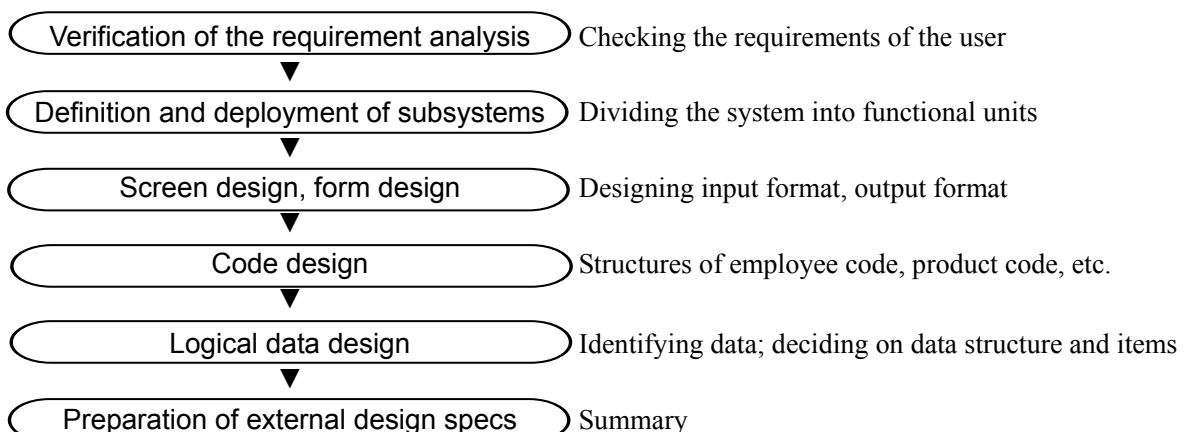 Verification of the requirement analysis Checking the requirements of the user
Definition and deployment of subsystems Dividing the system into functional units
Screen design, form design Designing input format, output format
Code design Structures of employee code, product code, etc.
Logical data design Identifying data; deciding on data structure and items
Preparation of external design specs Summary